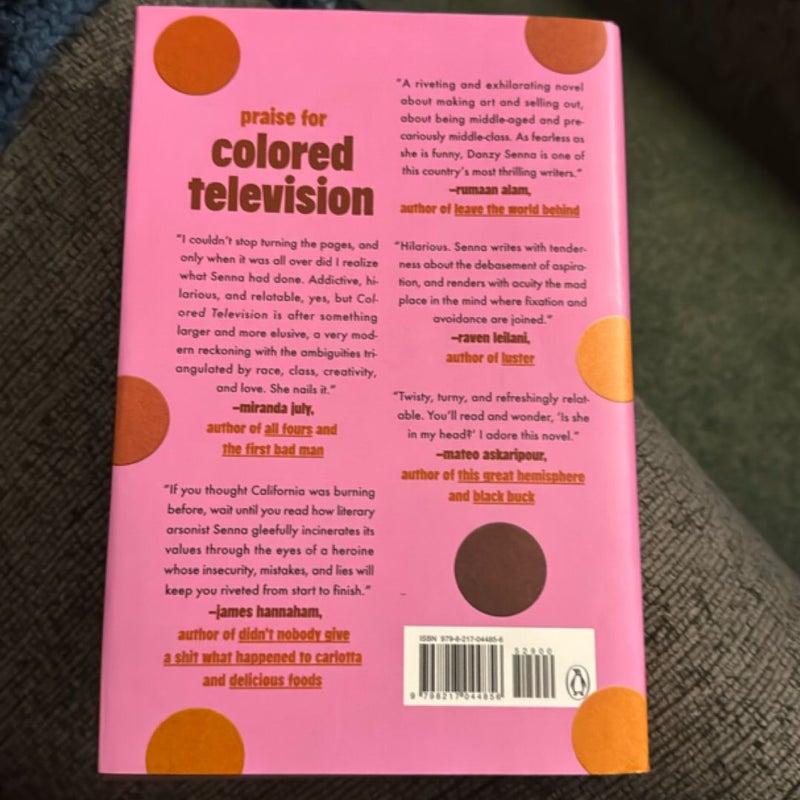 praise for
colored
television
"I couldn't stop turning the pages, and
only when it was all over did I realize
what Senna had done. Addictive, hi-
larious, and relatable, yes, but Col-
ored Television is after something
larger and more elusive, a very mod-
ern reckoning with the ambiguities tri-
angulated by race, class, creativity,
and love. She nails it."
—miranda july,
author of all fours and
the first bad man
"If you thought California was burning
before, wait until you read how literary
arsonist Senna gleefully incinerates its
values through the eyes of a heroine
whose insecurity, mistakes, and lies will
keep you riveted from start to finish."
—james hannaham,
author of didn't nobody give
a shit what happened to carlotta
and delicious foods
"A riveting and exhilarating novel
about making art and selling out,
about being middle-aged and pre-
cariously middle-class. As fearless as
she is funny, Danzy Senna is one of
this country's most thrilling writers."
—rumaan alam,
author of leave the world behind
"Hilarious. Senna writes with tender-
ness about the debasement of aspira-
tion, and renders with acuity the mad
place in the mind where fixation and
avoidance are joined."
—raven leilani,
author of luster
"Twisty, turny, and refreshingly relat-
able. You'll read and wonder, 'Is she
in my head?' I adore this novel."
—mateo askaripour,
author of this great hemisphere
and black buck
ISBN 979-8-217-04485-6
52900
9 798217 044856